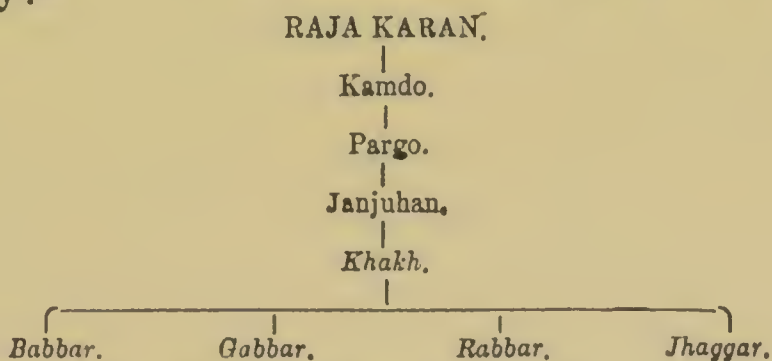 RAJA KARAN.
Kamdo.
Pargo.
Janjuhan.
Khakh.
Babbar. Gabbar. Rabbar. Jhaggar.